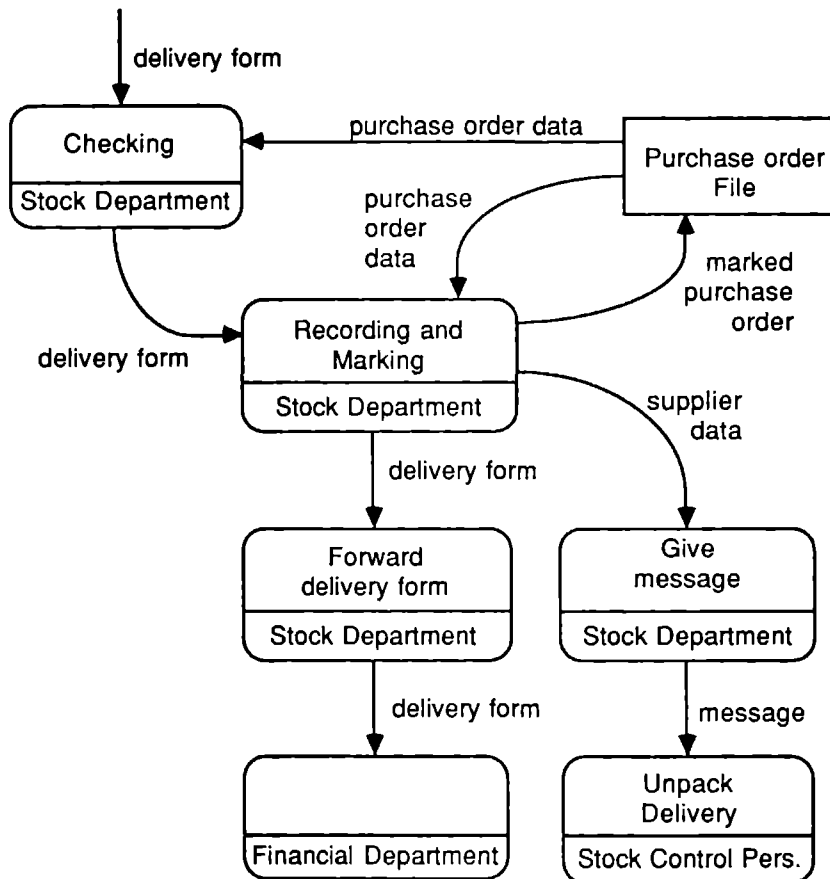 delivery form
Checking
Stock Department
purchase order data
Purchase order
File
purchase
order
data
marked
purchase
order
delivery form
Recording and
Marking
Stock Department
supplier
data
delivery form
Forward
delivery form
Stock Department
Give
message
Stock Department
delivery form
message
Financial Department
Unpack
Delivery
Stock Control Pers.